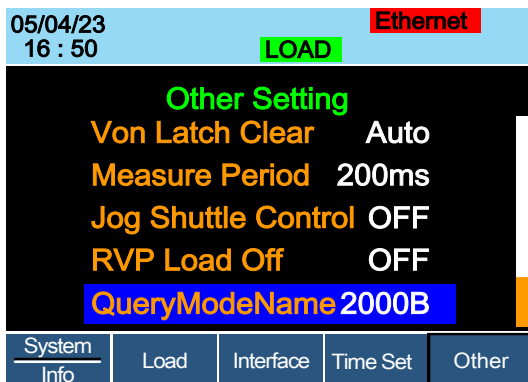 05/04/23 Ethernet
16 : 50 LOAD
Other Setting
Von Latch Clear Auto
Measure Period 200ms
Jog Shuttle Control OFF
RVP Load Off OFF
QueryModeName 2000B
System
Info Load Interface Time Set Other